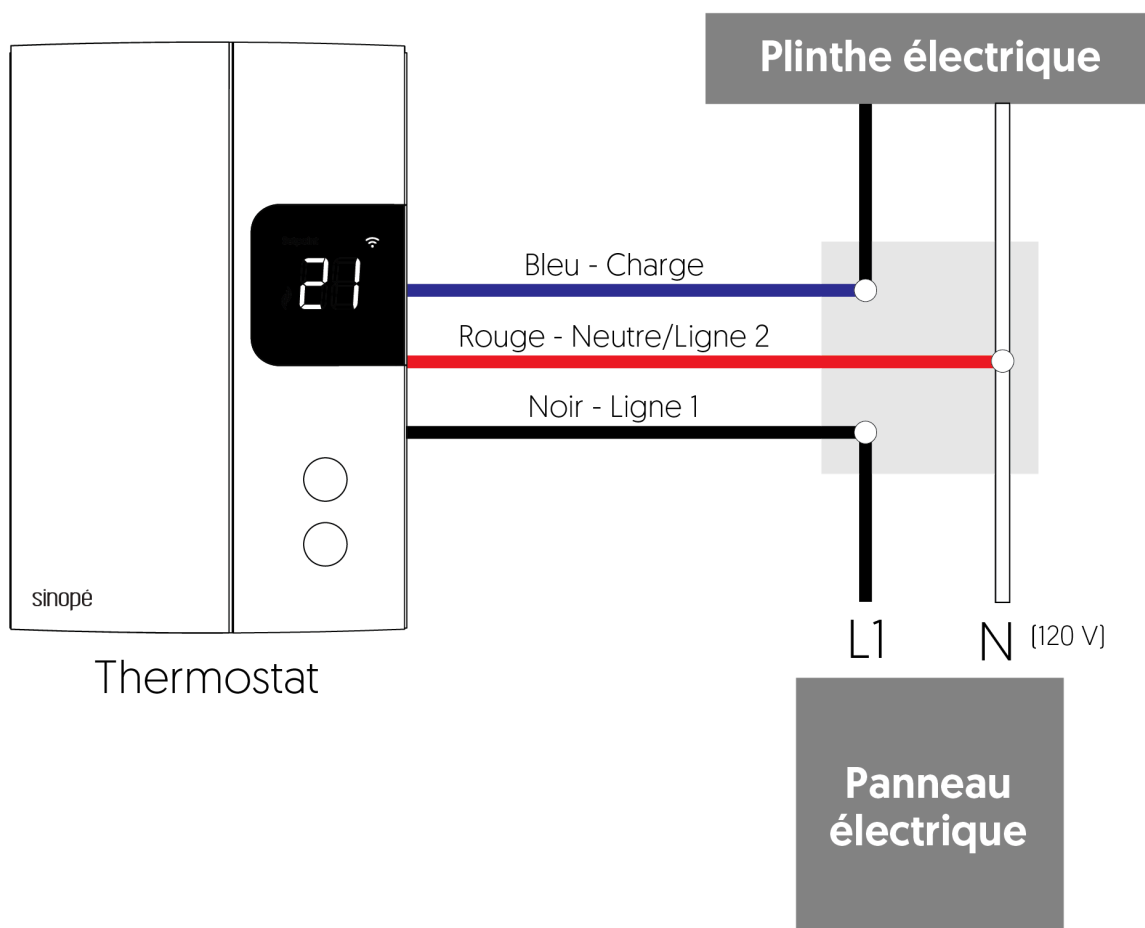 Plinthe électrique
21
Bleu - Charge
Rouge - Neutre/Ligne 2
Noir - Ligne 1
sinopé
Thermostat
L1 N (120 V)
Panneau
électrique